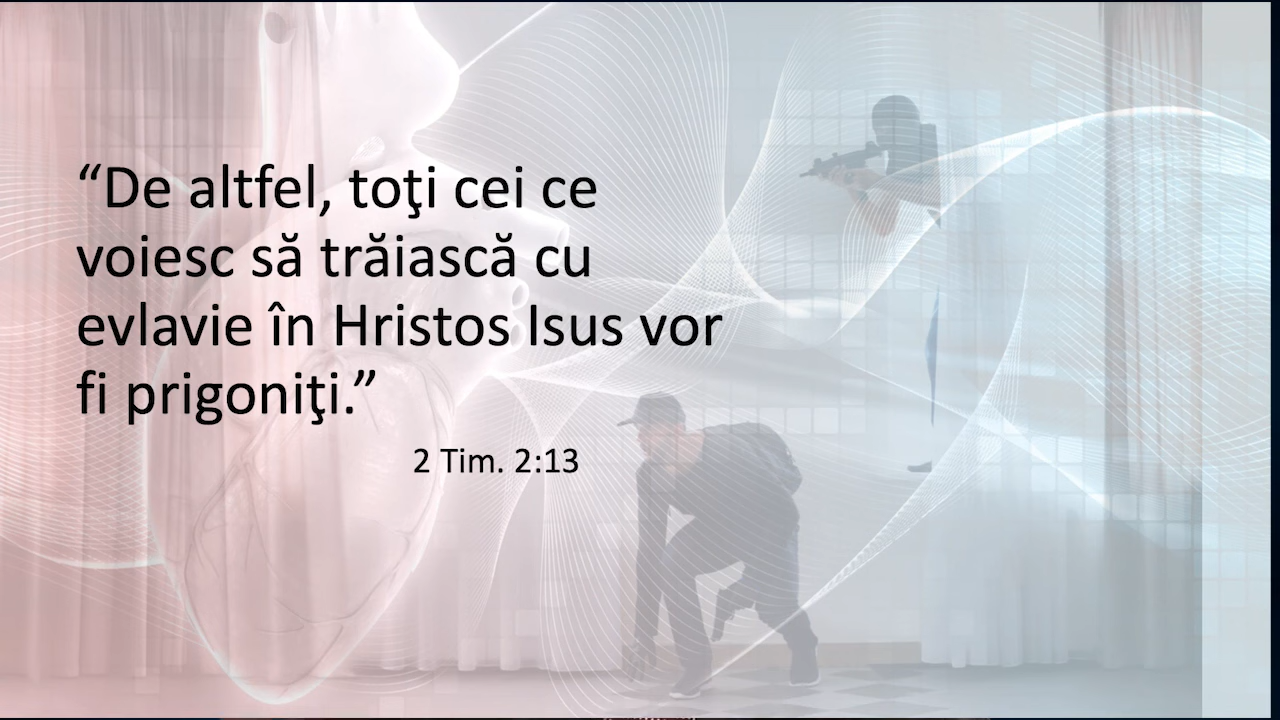 “De altfel, toţi cei ce
voiesc să trăiască cu
evlavie în Hristos Isus vor
fi prigoniţi.”
2 Tim. 2:13